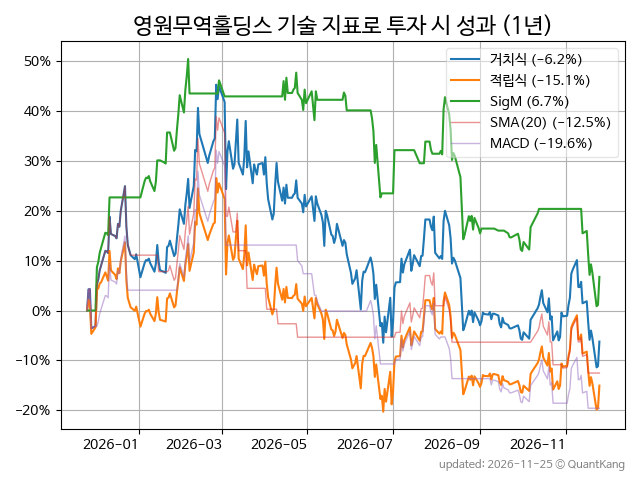 영원무역홀딩스 기술 지표로 투자 시 성과 (1년)
거치식 (−6.2%)
적립식 (−15.1%)
SigM (6.7%)
SMA(20) (−12.5%)
MACD (−19.6%)
50%
40%
30%
20%
10%
0%
−10%
−20%
2026-01 2026-03 2026-05 2026-07 2026-09 2026-11
updated: 2026-11-25 © QuantKang